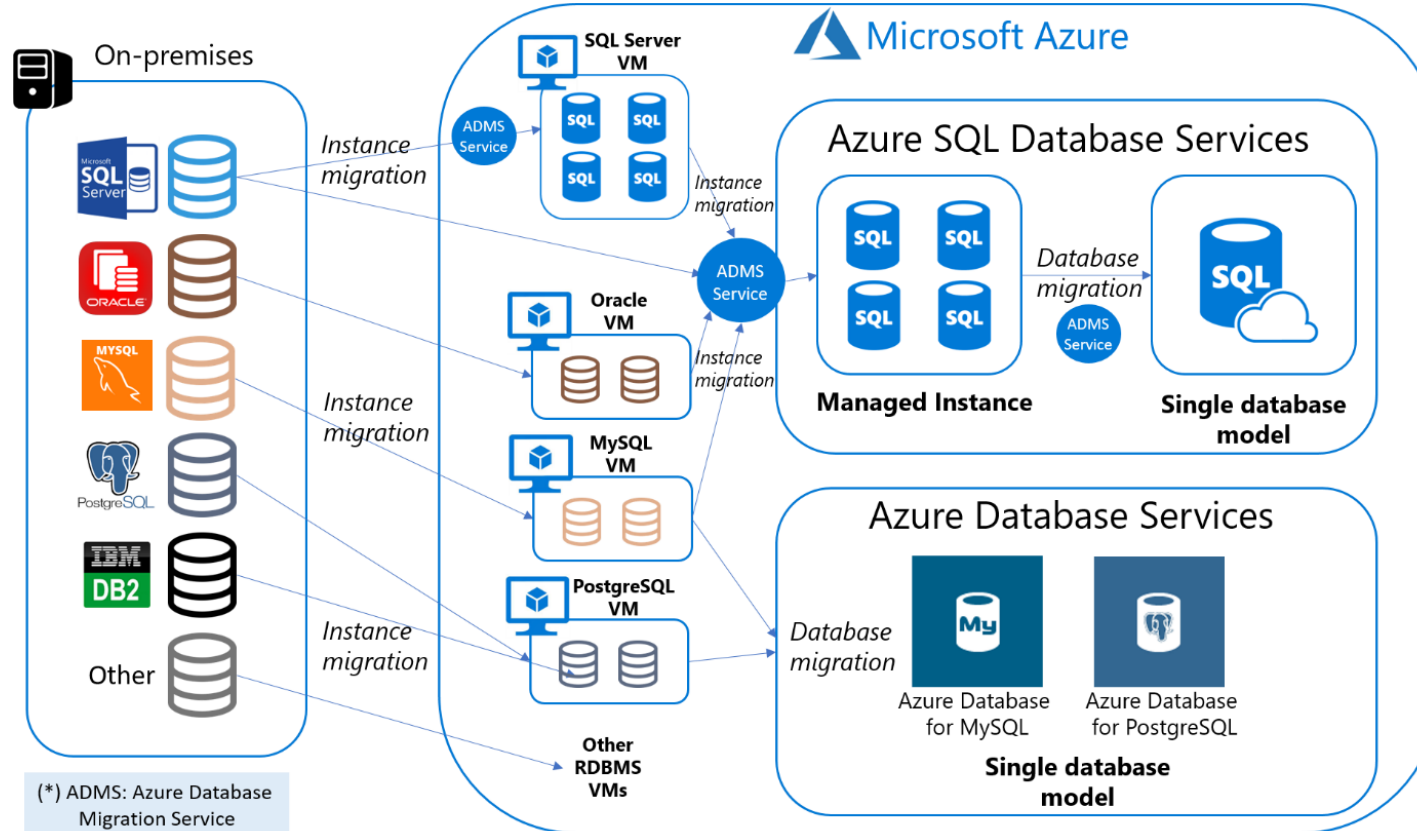 On-premises
Microsoft
SQL
Server
ORACLE
MYSQL
PostgreSQL
IBM
DB2
Other
(*) ADMS: Azure Database
Migration Service
Instance
migration
Instance
migration
Instance
migration
Microsoft Azure
ADMS
Service
SQL Server
VM
SQL
SQL
SQL
SQL
Instance
migration
ADMS
Service
Oracle
VM
Instance
migration
MySQL
VM
PostgreSQL
VM
Other
RDBMS
VMs
Azure SQL Database Services
SQL
SQL
SQL
SQL
Managed Instance
Database
migration
ADMS
Service
SQL
Single database
model
Azure Database Services
Database
migration
My
Azure Database
for MySQL
Azure Database
for PostgreSQL
Single database
model